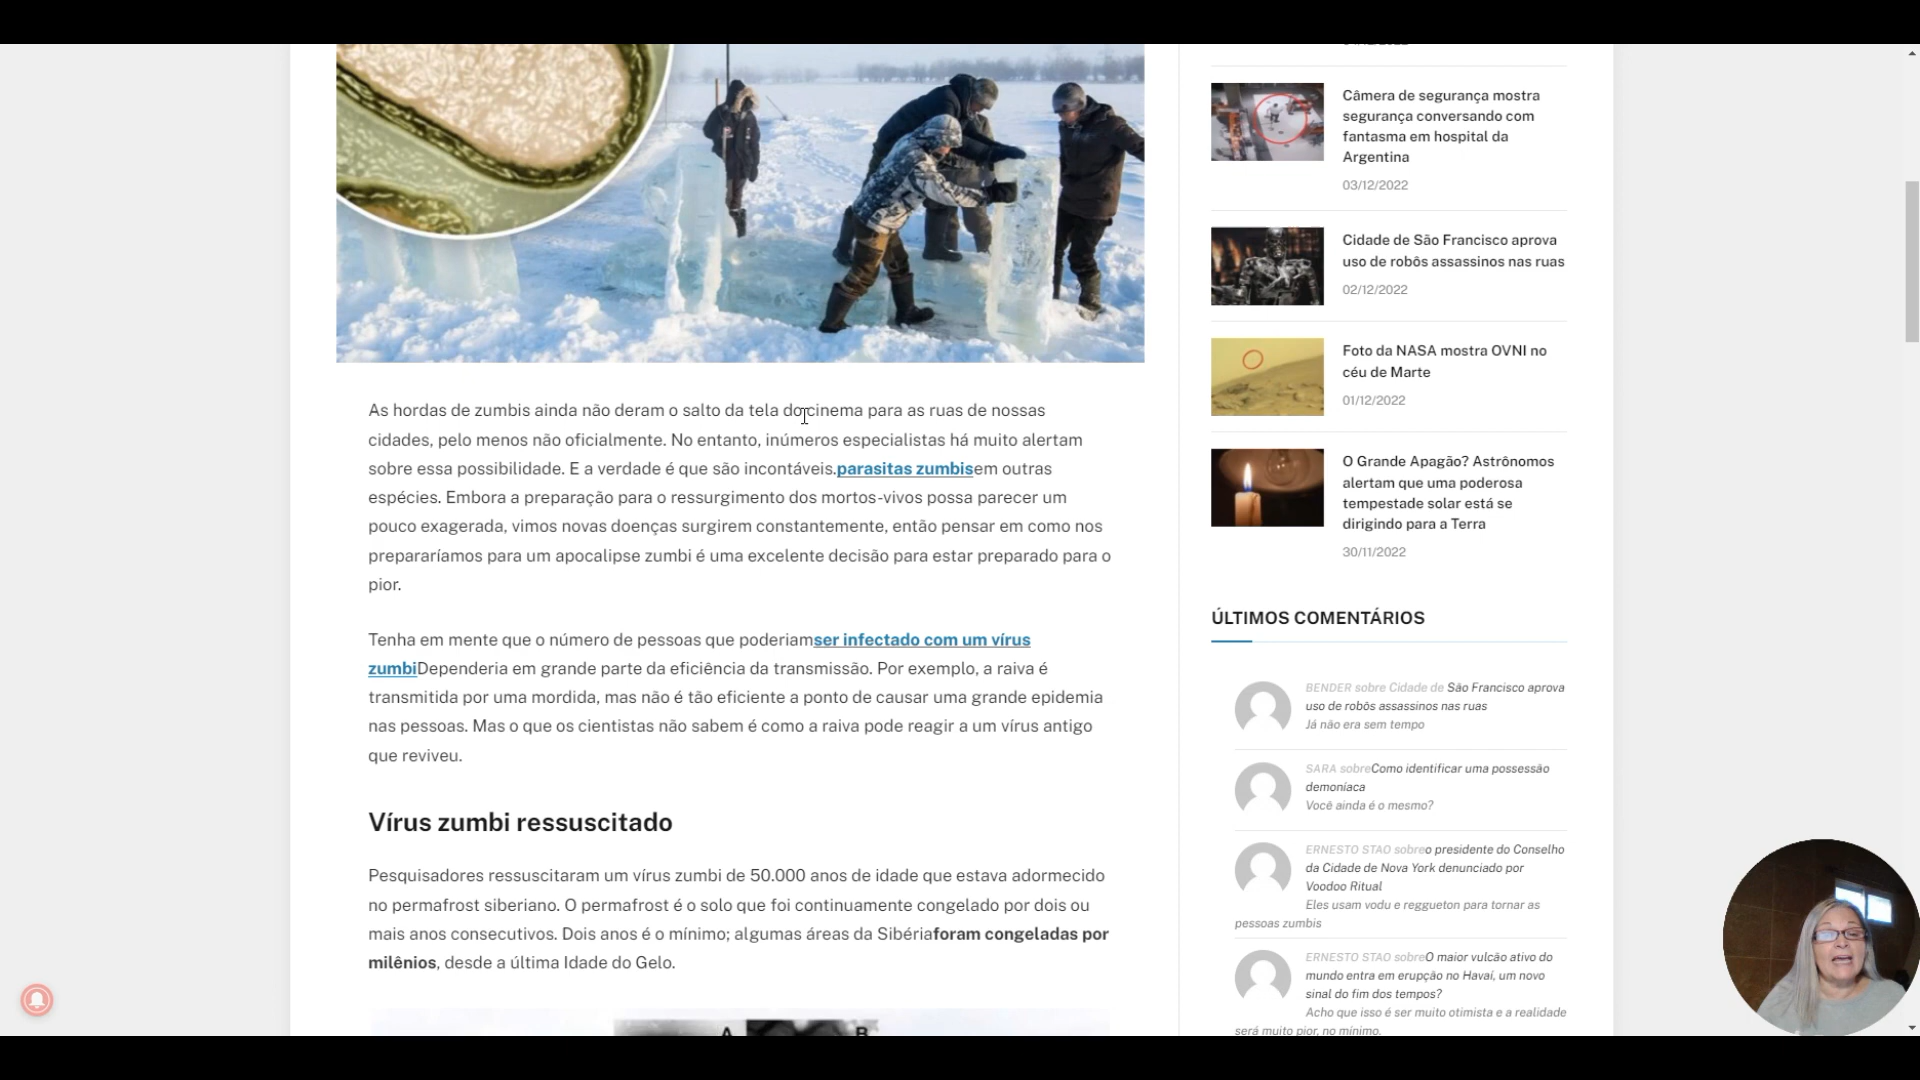 As hordas de zumbis ainda não deram o salto da tela docinema para as ruas de nossas
cidades, pelo menos não oficialmente. No entanto, inúmeros especialistas há muito alertam
sobre essa possibilidade. E a verdade é que são incontáveis.parasitas zumbisem outras
espécies. Embora a preparação para o ressurgimento dos mortos-vivos possa parecer um
pouco exagerada, vimos novas doenças surgirem constantemente, então pensar em como nos
prepararíamos para um apocalipse zumbi é uma excelente decisão para estar preparado para o
pior.
Tenha em mente que o número de pessoas que poderiamser infectado com um vírus
zumbiDependeria em grande parte da eficiência da transmissão. Por exemplo, a raiva é
transmitida por uma mordida, mas não é tão eficiente a ponto de causar uma grande epidemia
nas pessoas. Mas o que os cientistas não sabem é como a raiva pode reagir a um vírus antigo
que reviveu.
Vírus zumbi ressuscitado
Pesquisadores ressuscitaram um vírus zumbi de 50.000 anos de idade que estava adormecido
no permafrost siberiano. O permafrost é o solo que foi continuamente congelado por dois ou
mais anos consecutivos. Dois anos é o mínimo; algumas áreas da Sibériaforam congeladas por
milênios, desde a última Idade do Gelo.
A B
Câmera de segurança mostra
segurança conversando com
fantasma em hospital da
Argentina
03/12/2022
Cidade de São Francisco aprova
uso de robôs assassinos nas ruas
02/12/2022
Foto da NASA mostra OVNI no
céu de Marte
01/12/2022
O Grande Apagão? Astrônomos
alertam que uma poderosa
tempestade solar está se
dirigindo para a Terra
30/11/2022
ÚLTIMOS COMENTÁRIOS
BENDER sobre Cidade de São Francisco aprova
uso de robôs assassinos nas ruas
Já não era sem tempo
SARA sobreComo identificar uma possessão
demoníaca
Você ainda é o mesmo?
ERNESTO STAO sobreo presidente do Conselho
da Cidade de Nova York denunciado por
Voodoo Ritual
Eles usam vodu e reggueton para tornar as
pessoas zumbis
ERNESTO STAO sobreO maior vulcão ativo do
mundo entra em erupção no Havaí, um novo
sinal do fim dos tempos?
Acho que isso é ser muito otimista e a realidade
será muito pior, no mínimo.